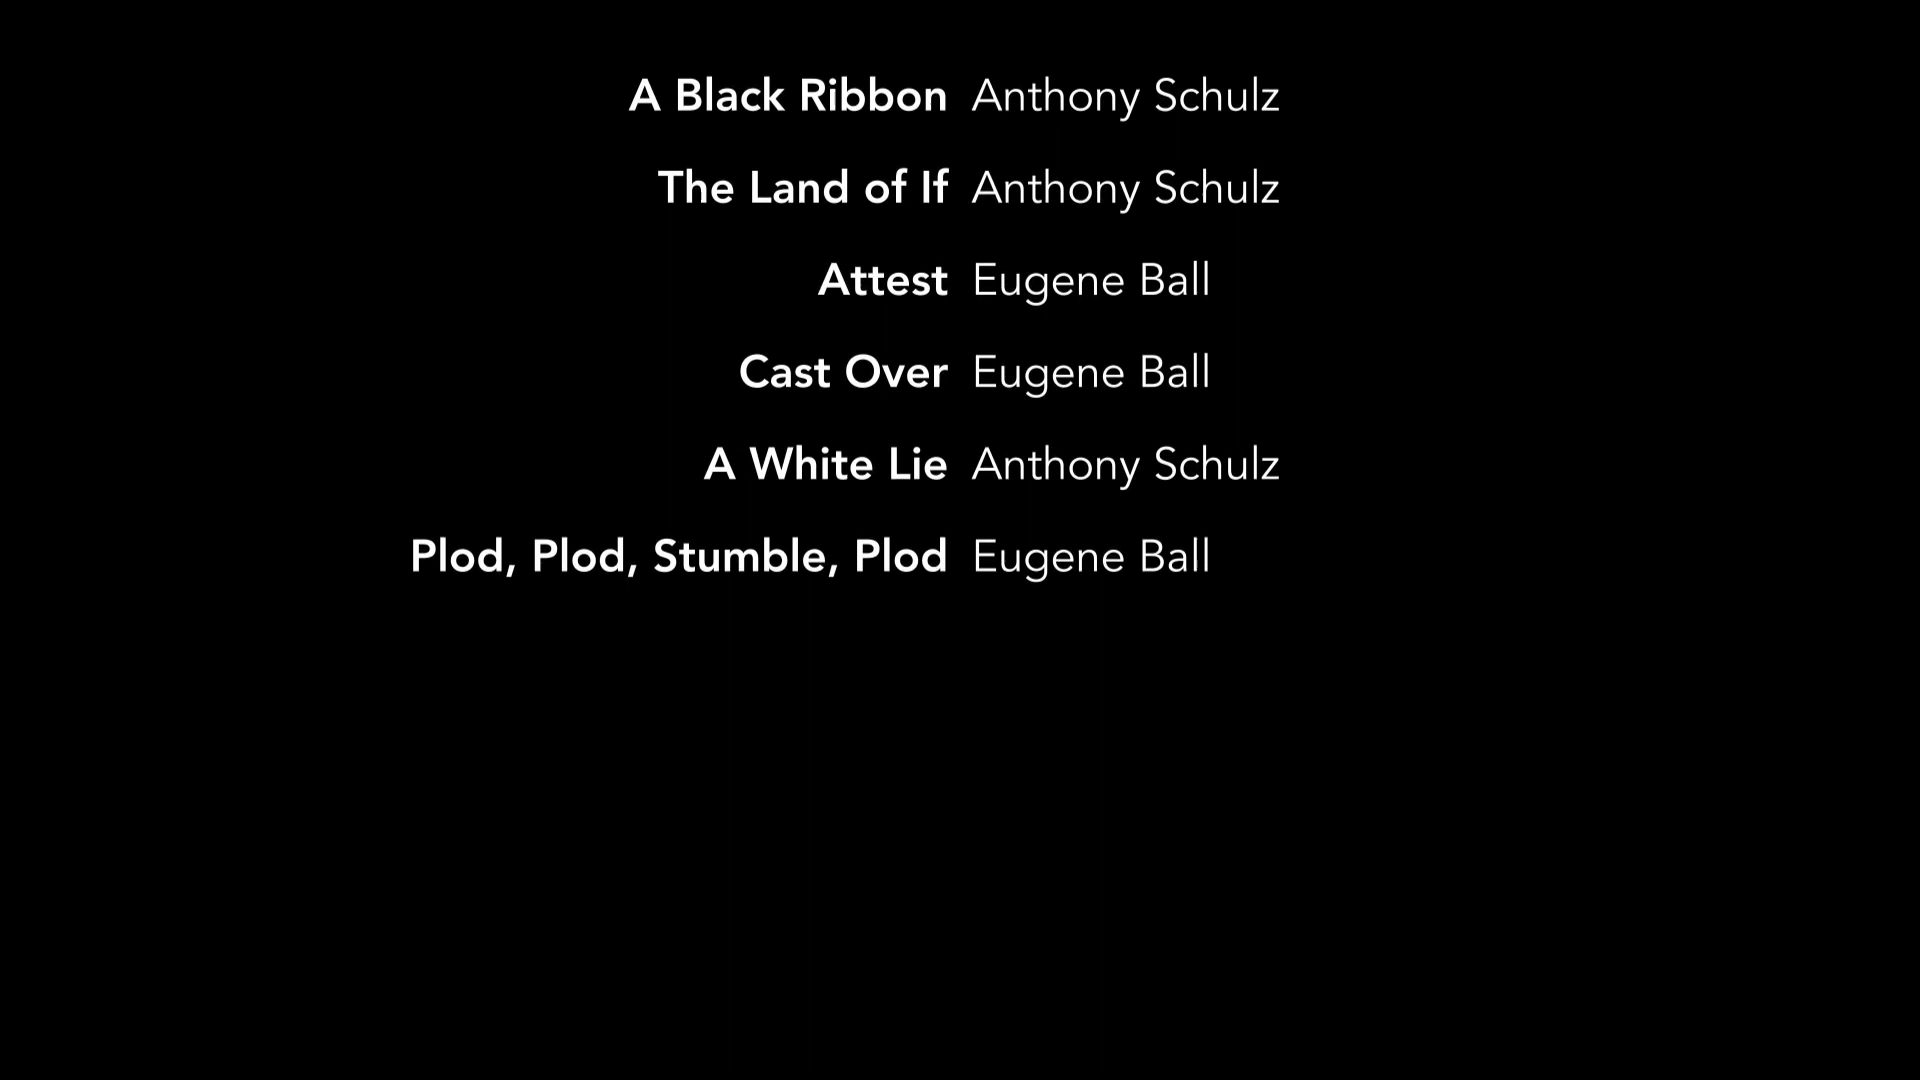 A Black Ribbon Anthony Schulz
The Land of If Anthony Schulz
Attest Eugene Ball
Cast Over Eugene Ball
A White Lie Anthony Schulz
Plod, Plod, Stumble, Plod Eugene Ball